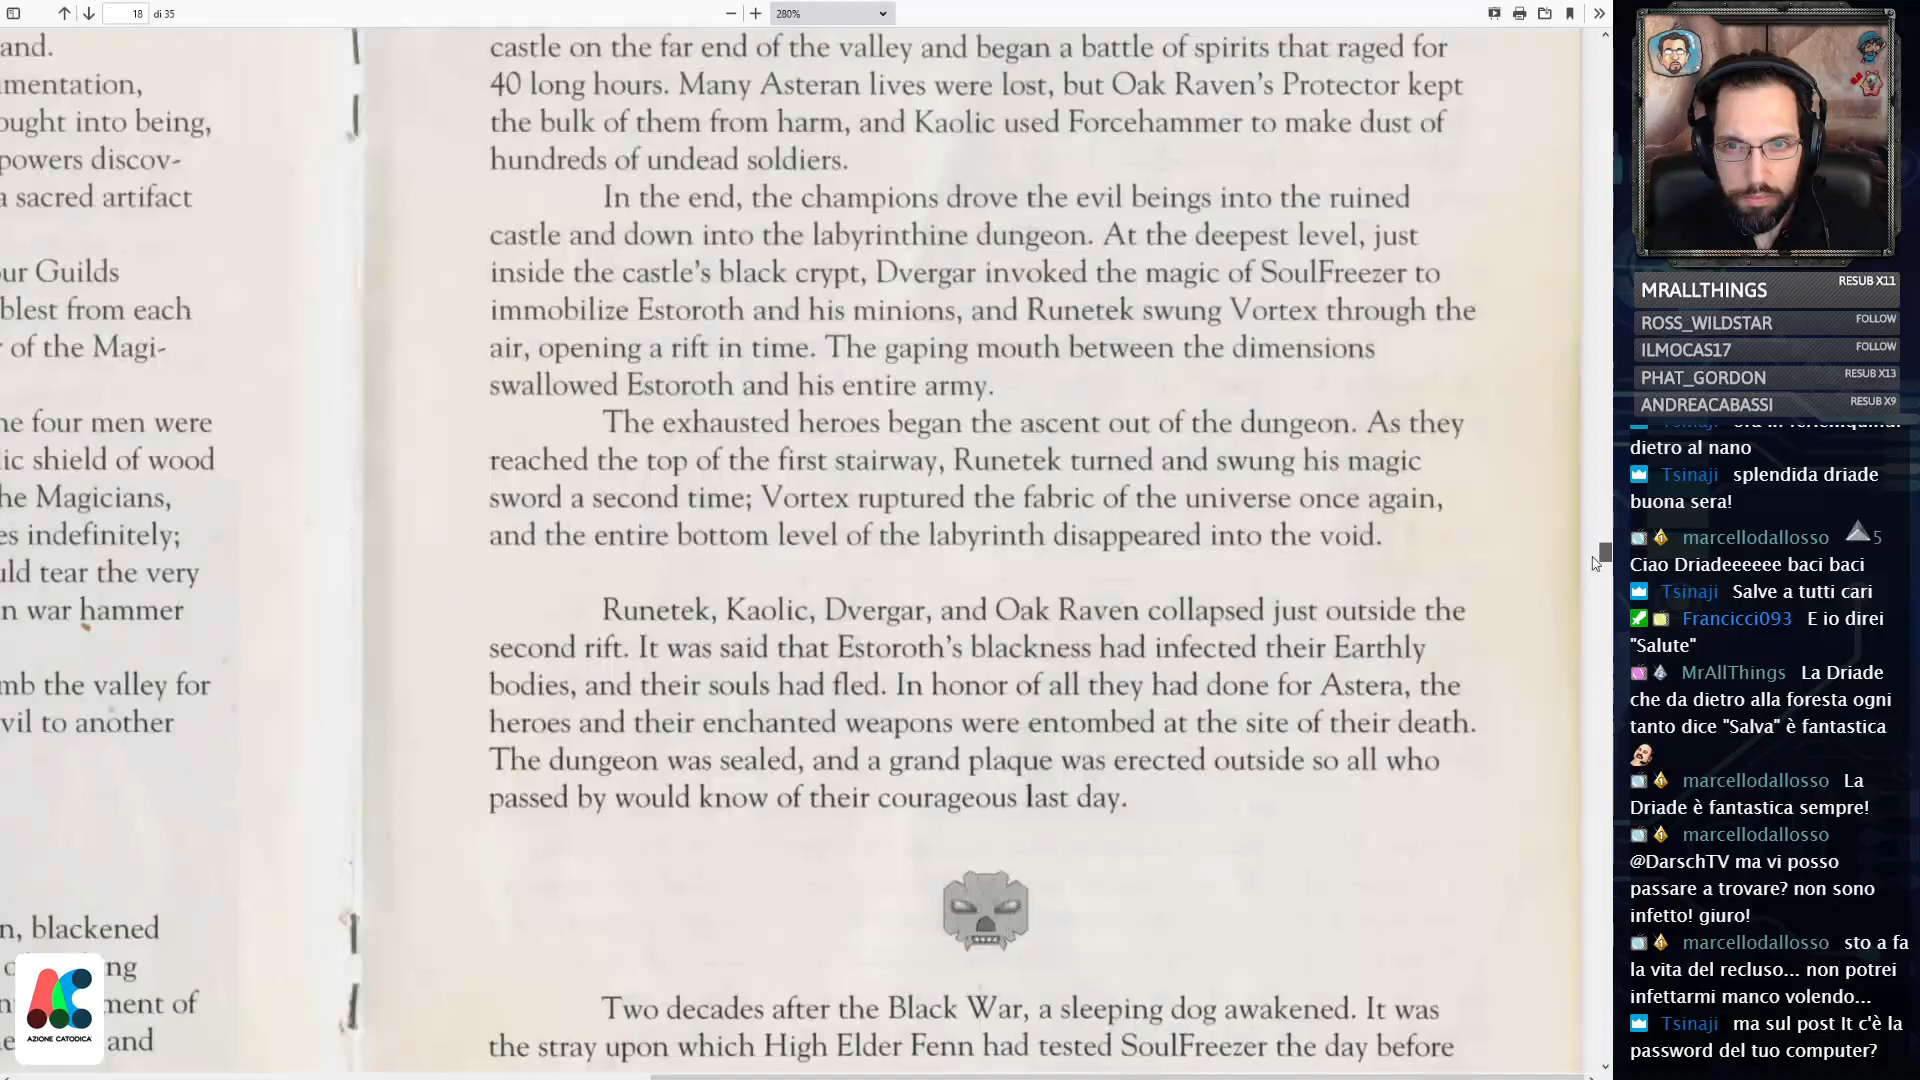 18 di 35
280%
and.
mentation,
ought into being,
powers discov-
a sacred artifact
our Guilds
blest from each
of the Magi-
ne four men were
lic shield of wood
he Magicians,
es indefinitely;
uld tear the very
n war hammer
mb the valley for
vil to another
n, blackened
ng
ment of
and
castle on the far end of the valley and began a battle of spirits that raged for
40 long hours. Many Asteran lives were lost, but Oak Raven's Protector kept
the bulk of them from harm, and Kaolic used Forcehammer to make dust of
hundreds of undead soldiers.
In the end, the champions drove the evil beings into the ruined
castle and down into the labyrinthine dungeon. At the deepest level, just
inside the castle's black crypt, Dvergar invoked the magic of SoulFreezer to
immobilize Estoroth and his minions, and Runetek swung Vortex through the
air, opening a rift in time. The gaping mouth between the dimensions
swallowed Estoroth and his entire army.
The exhausted heroes began the ascent out of the dungeon. As they
reached the top of the first stairway, Runetek turned and swung his magic
sword a second time; Vortex ruptured the fabric of the universe once again,
and the entire bottom level of the labyrinth disappeared into the void.
Runetek, Kaolic, Dvergar, and Oak Raven collapsed just outside the
second rift. It was said that Estoroth's blackness had infected their Earthly
bodies, and their souls had fled. In honor of all they had done for Astera, the
heroes and their enchanted weapons were entombed at the site of their death.
The dungeon was sealed, and a grand plaque was erected outside so all who
passed by would know of their courageous last day.
Two decades after the Black War, a sleeping dog awakened. It was
the stray upon which High Elder Fenn had tested SoulFreezer the day before
AZIONE CATODICA
MRALLTHINGS RESUB X11
ROSS_WILDSTAR FOLLOW
ILMOCAS17 FOLLOW
PHAT_GORDON RESUB X13
ANDREACABASSI RESUB X9
dietro al nano
Tsinaji splendida driade
buona sera!
marcellodallosso 5
Ciao Driadeeeeee baci baci
Tsinaji Salve a tutti cari
Francicci093 E io direi
"Salute"
MrAllThings La Driade
che da dietro alla foresta ogni
tanto dice "Salva" è fantastica
marcellodallosso La
Driade è fantastica sempre!
marcellodallosso
@DarschTV ma vi posso
passare a trovare? non sono
infetto! giuro!
marcellodallosso sto a fa
la vita del recluso... non potrei
infettarmi manco volendo...
Tsinaji ma sul post It c'è la
password del tuo computer?